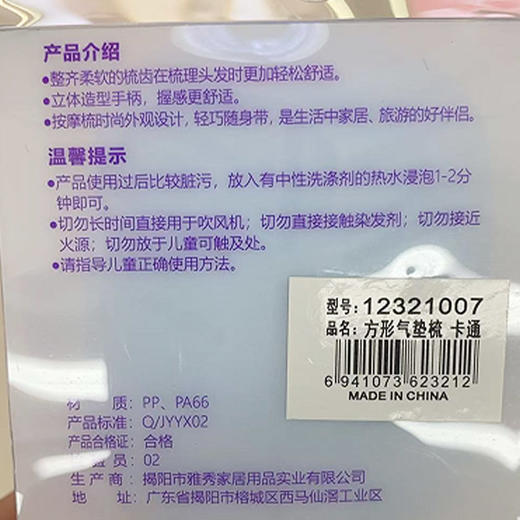 产品介绍
●整齐柔软的梳齿在梳理头发时更加轻松舒适。
●立体造型手柄，握感更舒适。
●按摩梳时尚外观设计，轻巧随身带，是生活中家居、旅游的好伴侣。
温馨提示
●产品使用过后比较脏污，放入有中性洗涤剂的热水浸泡1-2分
钟即可。
●切勿长时间直接用于吹风机；切勿直接接触染发剂；切勿接近
火源；切勿放于儿童可触及处。
●请指导儿童正确使用方法。
型号: 12321007
品名: 方形气垫梳 卡通
6 941073 623212
MADE IN CHINA
材 质: PP、PA66
产品标准: Q/JYYX02
产品合格证: 合格
验员: 02
生产商: 揭阳市雅秀家居用品实业有限公司
地 址: 广东省揭阳市榕城区西马仙滘工业区